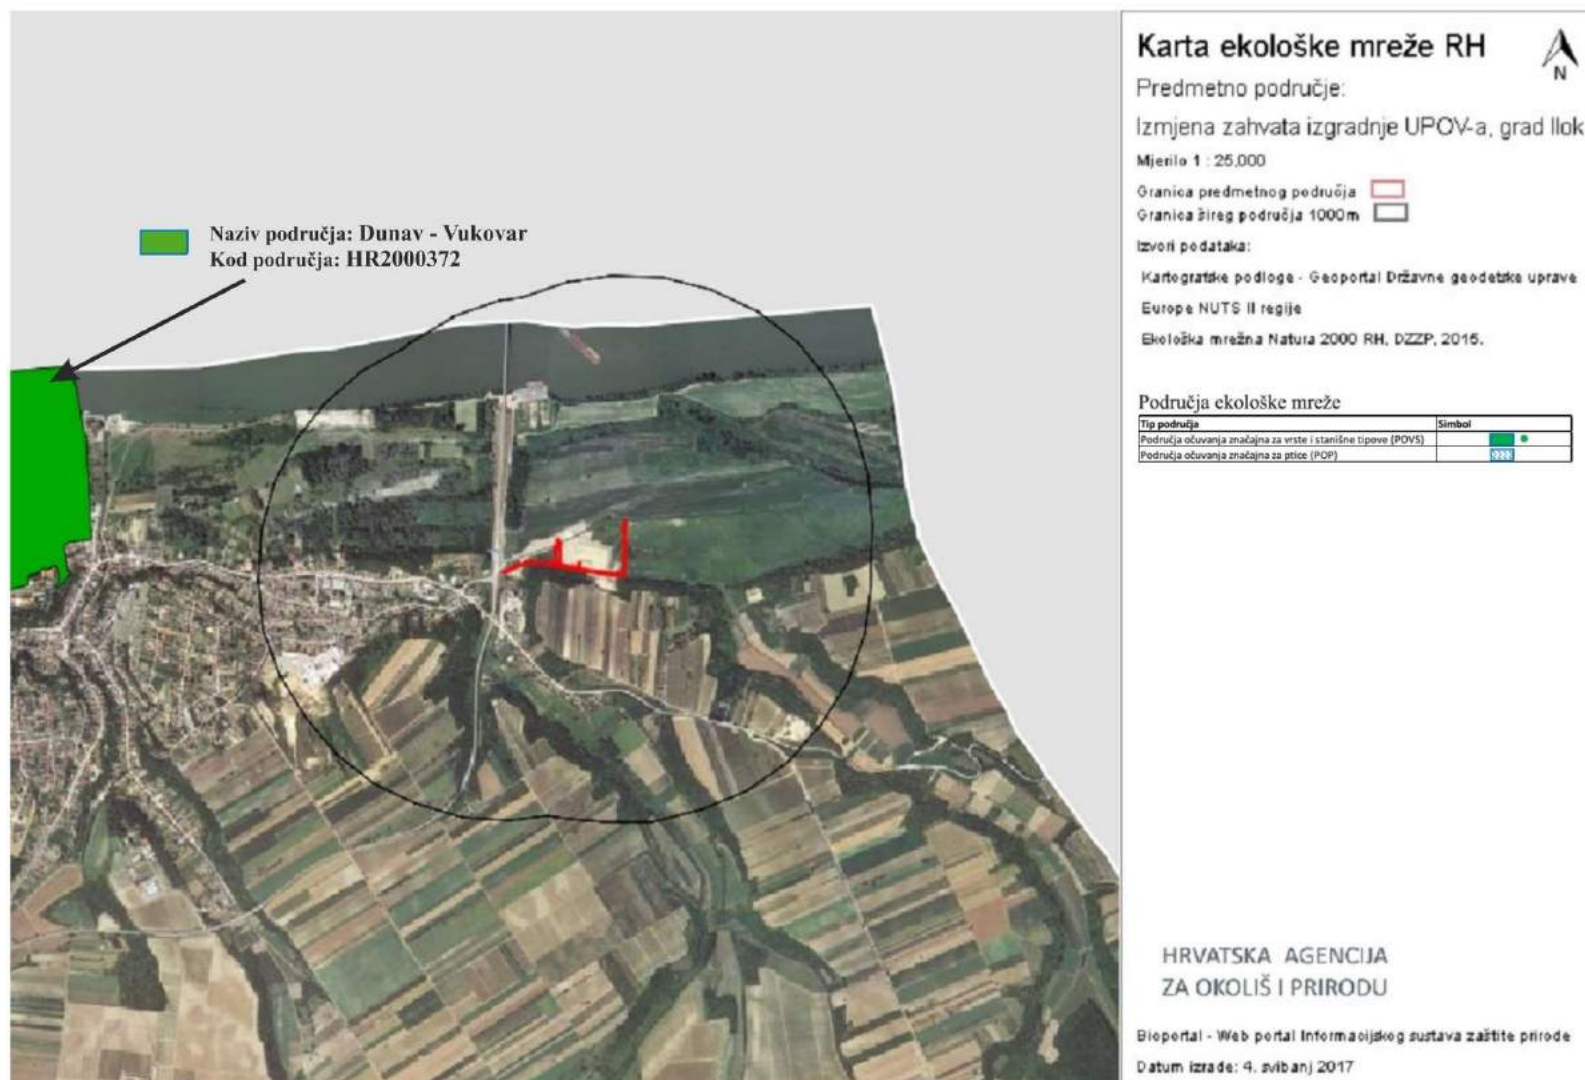 Naziv područja: Dunav - Vukovar
Kod područja: HR2000372
Karta ekološke mreže RH
N
Predmetno područje:
Izmjena zahvata izgradnje UPOV-a, grad Ilok
Mjerilo 1 : 25,000
Granica predmetnog područja
Granica šireg područja 1000m
Izvori podataka:
Kartografske podloge - Geoportal Državne geodetske uprave
Europe NUTS II regije
Ekološka mrežna Natura 2000 RH, DZZP, 2015.
Područja ekološke mreže
Tip područja Simbol
Područja očuvanja značajna za vrste i stanišne tipove (POVS)
Područja očuvanja značajna za ptice (POP)
HRVATSKA AGENCIJA
ZA OKOLIŠ I PRIRODU
Bioportal - Web portal Informacijskog sustava zaštite prirode
Datum izrade: 4. svibanj 2017